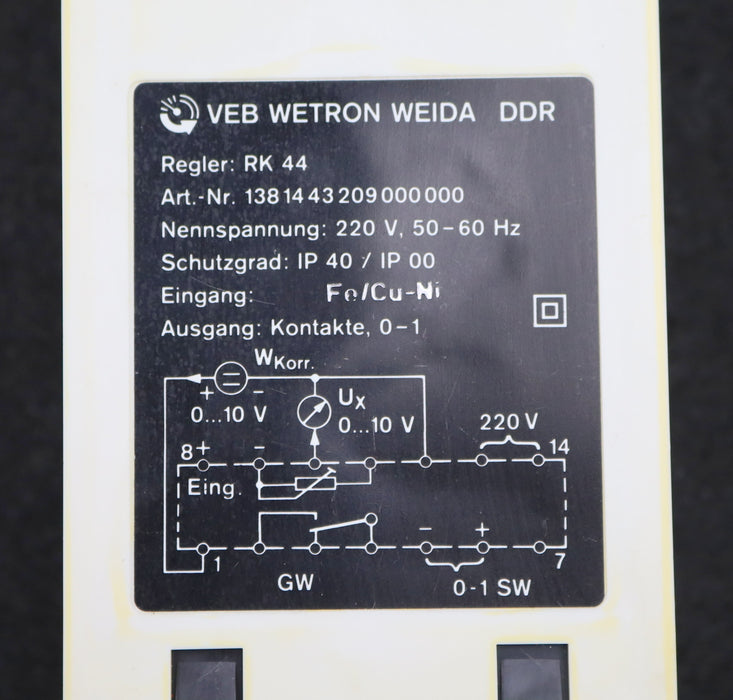 VEB WETRON WEIDA DDR
Regler: RK 44
Art.-Nr. 138 14 43 209 000 000
Nennspannung: 220 V, 50-60 Hz
Schutzgrad: IP 40 / IP 00
Eingang: Fe/Cu-Ni
Ausgang: Kontakte, 0-1
WKorr.
+ -
0...10 V
UX
0...10 V
220 V
8 + - 14
Eing.
- +
1 7
GW
0-1 SW